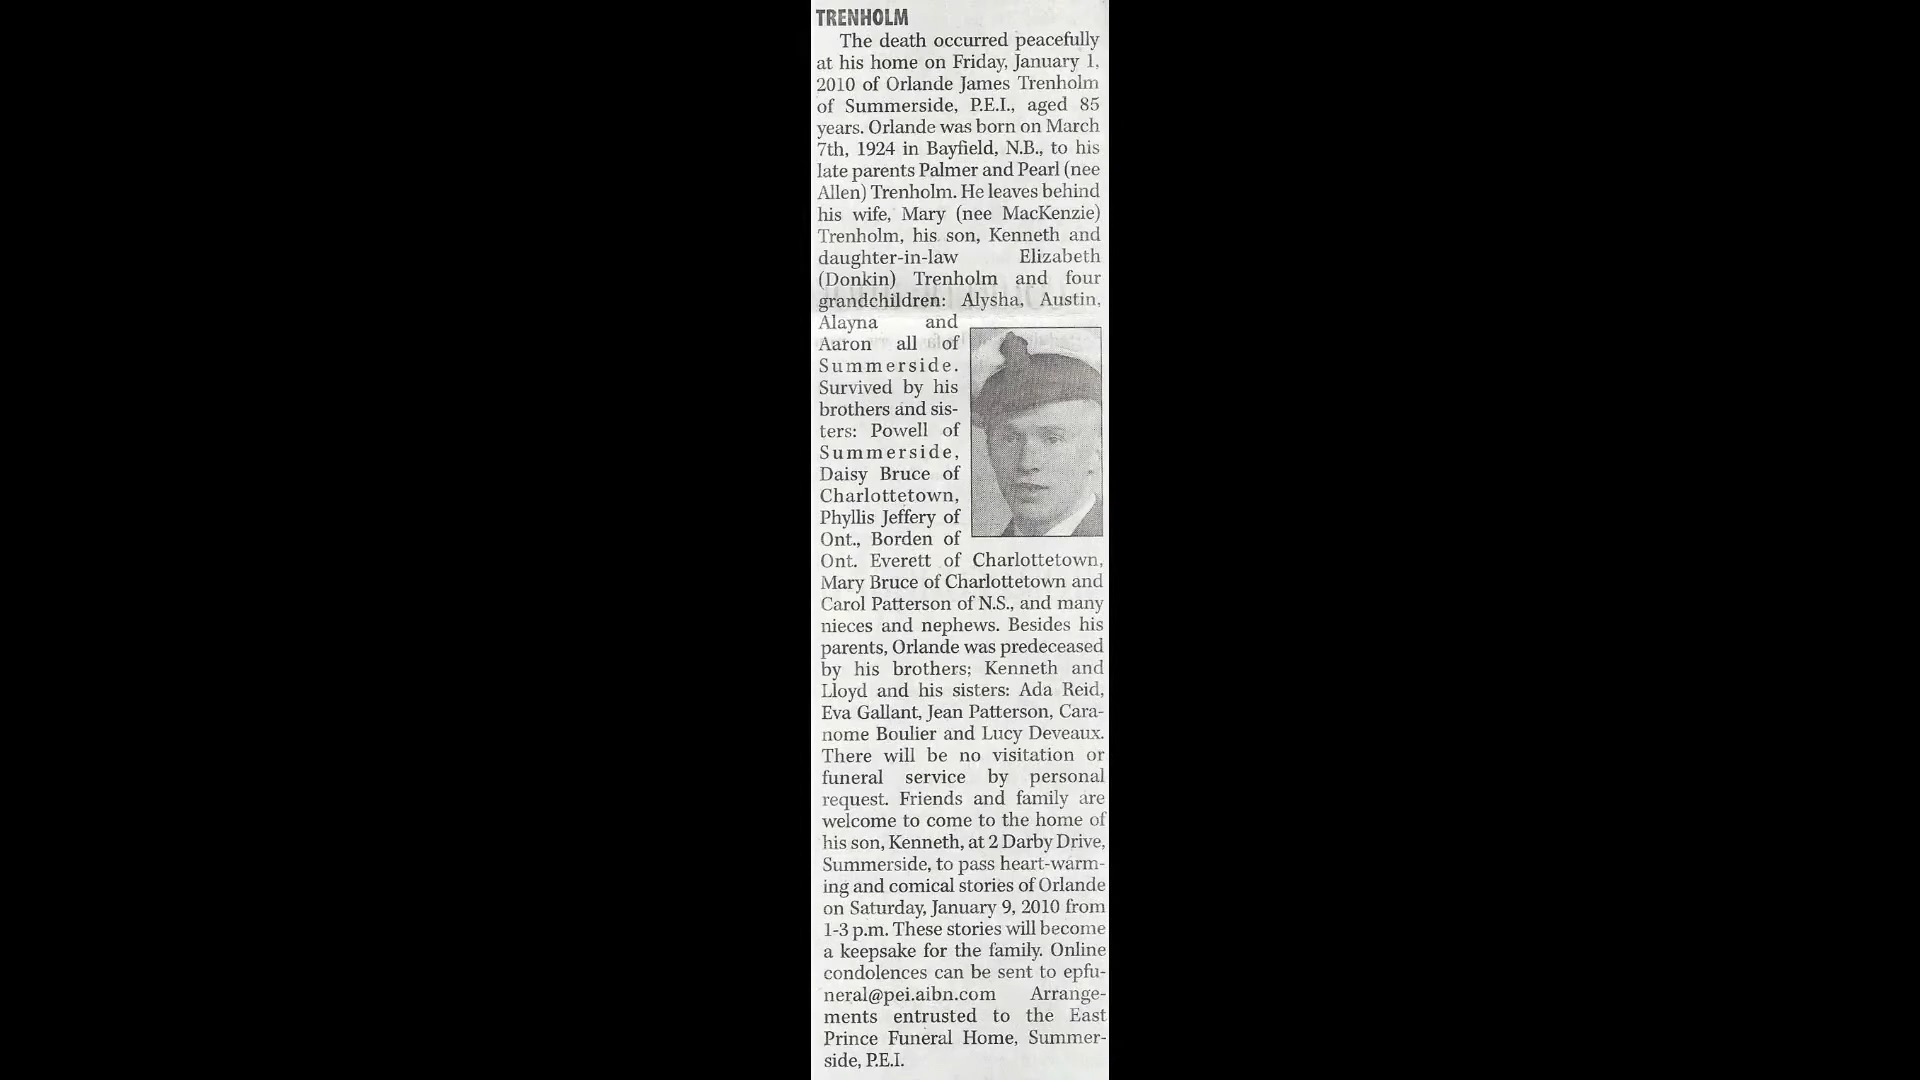 TRENHOLM
The death occurred peacefully
at his home on Friday, January 1,
2010 of Orlande James Trenholm
of Summerside, P.E.I., aged 85
years. Orlande was born on March
7th, 1924 in Bayfield, N.B., to his
late parents Palmer and Pearl (nee
Allen) Trenholm. He leaves behind
his wife, Mary (nee MacKenzie)
Trenholm, his son, Kenneth and
daughter-in-law Elizabeth
(Donkin) Trenholm and four
grandchildren: Alysha, Austin,
Alayna and
Aaron all of
Summerside.
Survived by his
brothers and sis-
ters: Powell of
Summerside,
Daisy Bruce of
Charlottetown,
Phyllis Jeffery of
Ont., Borden of
Ont. Everett of Charlottetown,
Mary Bruce of Charlottetown and
Carol Patterson of N.S., and many
nieces and nephews. Besides his
parents, Orlande was predeceased
by his brothers; Kenneth and
Lloyd and his sisters: Ada Reid,
Eva Gallant, Jean Patterson, Cara-
nome Boulier and Lucy Deveaux.
There will be no visitation or
funeral service by personal
request. Friends and family are
welcome to come to the home of
his son, Kenneth, at 2 Darby Drive,
Summerside, to pass heart-warm-
ing and comical stories of Orlande
on Saturday, January 9, 2010 from
1-3 p.m. These stories will become
a keepsake for the family. Online
condolences can be sent to epfu-
neral@pei.aibn.com Arrange-
ments entrusted to the East
Prince Funeral Home, Summer-
side, P.E.I.